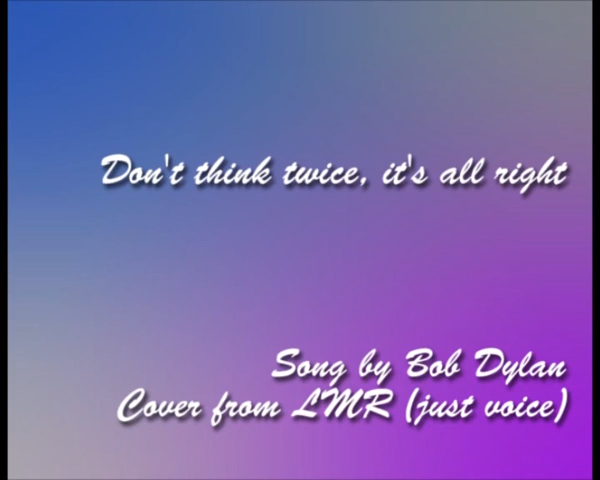 Don't think twice, it's all right
Song by Bob Dylan
Cover from LMR (just voice)